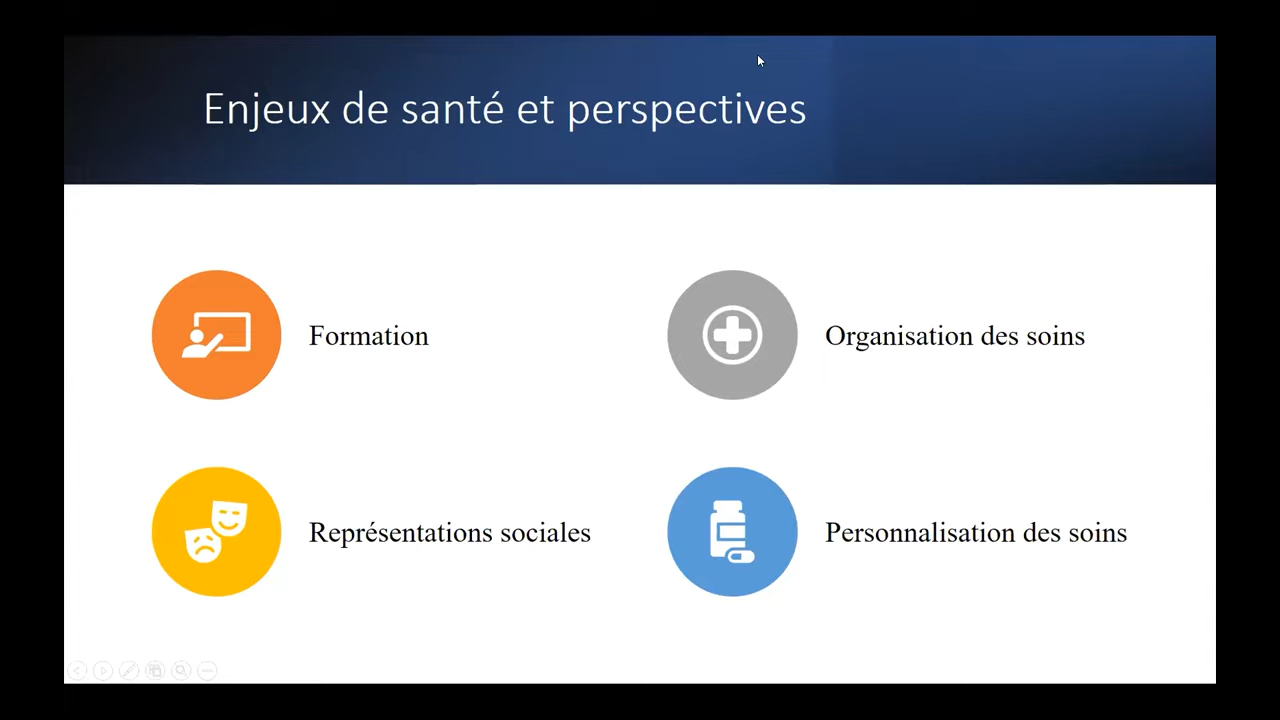 Enjeux de santé et perspectives
Formation
Organisation des soins
Représentations sociales
Personnalisation des soins